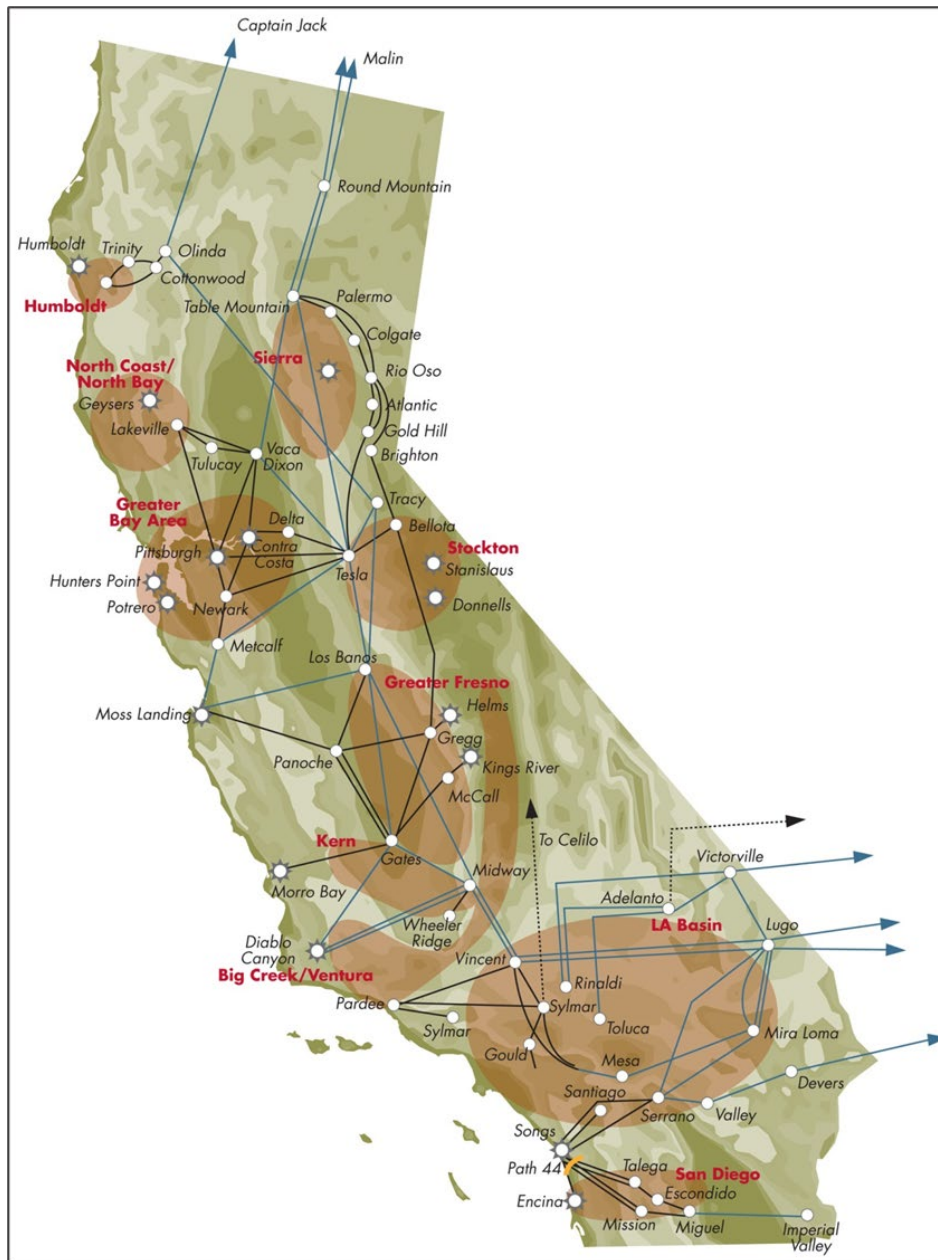 Captain Jack
Malin
Round Mountain
Humboldt
Trinity
Olinda
Cottonwood
Humboldt
Table Mountain
Palermo
Colgate
Sierra
North Coast/
North Bay
Geysers
Rio Oso
Atlantic
Lakeville
Gold Hill
Tulucay
Vaca
Dixon
Brighton
Greater
Bay Area
Delta
Tracy
Bellota
Pittsburgh
Contra
Costa
Stockton
Tesla
Stanislaus
Hunters Point
Potrero
Newark
Donnells
Metcalf
Los Banos
Greater Fresno
Moss Landing
Helms
Gregg
Panoche
Kings River
McCall
Kern
Gates
To Celilo
Midway
Victorville
Morro Bay
Adelanto
Wheeler
Ridge
LA Basin
Lugo
Diablo
Canyon
Vincent
Big Creek/Ventura
Rinaldi
Pardee
Sylmar
Sylmar
Toluca
Mira Loma
Gould
Mesa
Devers
Santiago
Serrano
Valley
Songs
Path 44
Talega
San Diego
Escondido
Encina
Mission
Miguel
Imperial
Valley